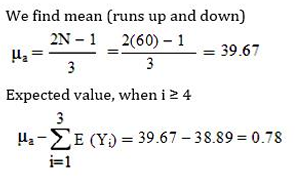 We find mean (runs up and down)
μₐ = (2N − 1)/3 = (2(60) − 1)/3 = 39.67
Expected value, when i ≥ 4
μₐ − ∑_{i=1}^{3} E (Yᵢ) = 39.67 − 38.89 = 0.78